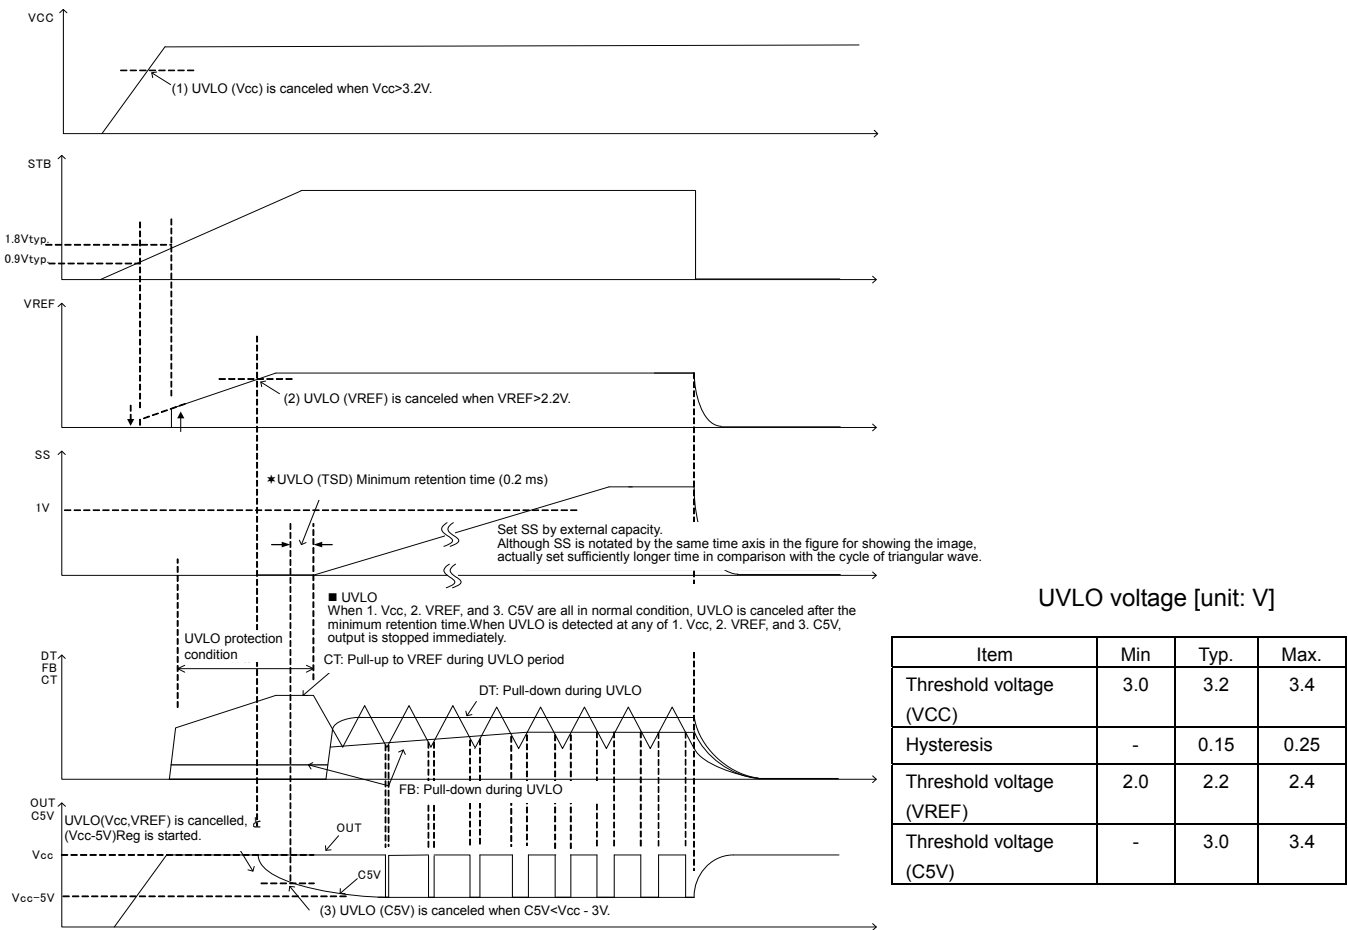 VCC
(1) UVLO (Vcc) is canceled when Vcc>3.2V.
STB
1.8Vtyp.
0.9Vtyp.
VREF
(2) UVLO (VREF) is canceled when VREF>2.2V.
SS
✶UVLO (TSD) Minimum retention time (0.2 ms)
1V
Set SS by external capacity.
Although SS is notated by the same time axis in the figure for showing the image,
actually set sufficiently longer time in comparison with the cycle of triangular wave.
■ UVLO
When 1. Vcc, 2. VREF, and 3. C5V are all in normal condition, UVLO is canceled after the
minimum retention time.When UVLO is detected at any of 1. Vcc, 2. VREF, and 3. C5V,
output is stopped immediately.
UVLO protection
condition
DT
FB
CT
CT: Pull-up to VREF during UVLO period
DT: Pull-down during UVLO
FB: Pull-down during UVLO
OUT
C5V
UVLO(Vcc,VREF) is cancelled,
(Vcc-5V)Reg is started.
OUT
Vcc
C5V
Vcc-5V
(3) UVLO (C5V) is canceled when C5V<Vcc - 3V.
UVLO voltage [unit: V]
Item Min Typ. Max.
Threshold voltage 3.0 3.2 3.4
(VCC)
Hysteresis - 0.15 0.25
Threshold voltage 2.0 2.2 2.4
(VREF)
Threshold voltage - 3.0 3.4
(C5V)